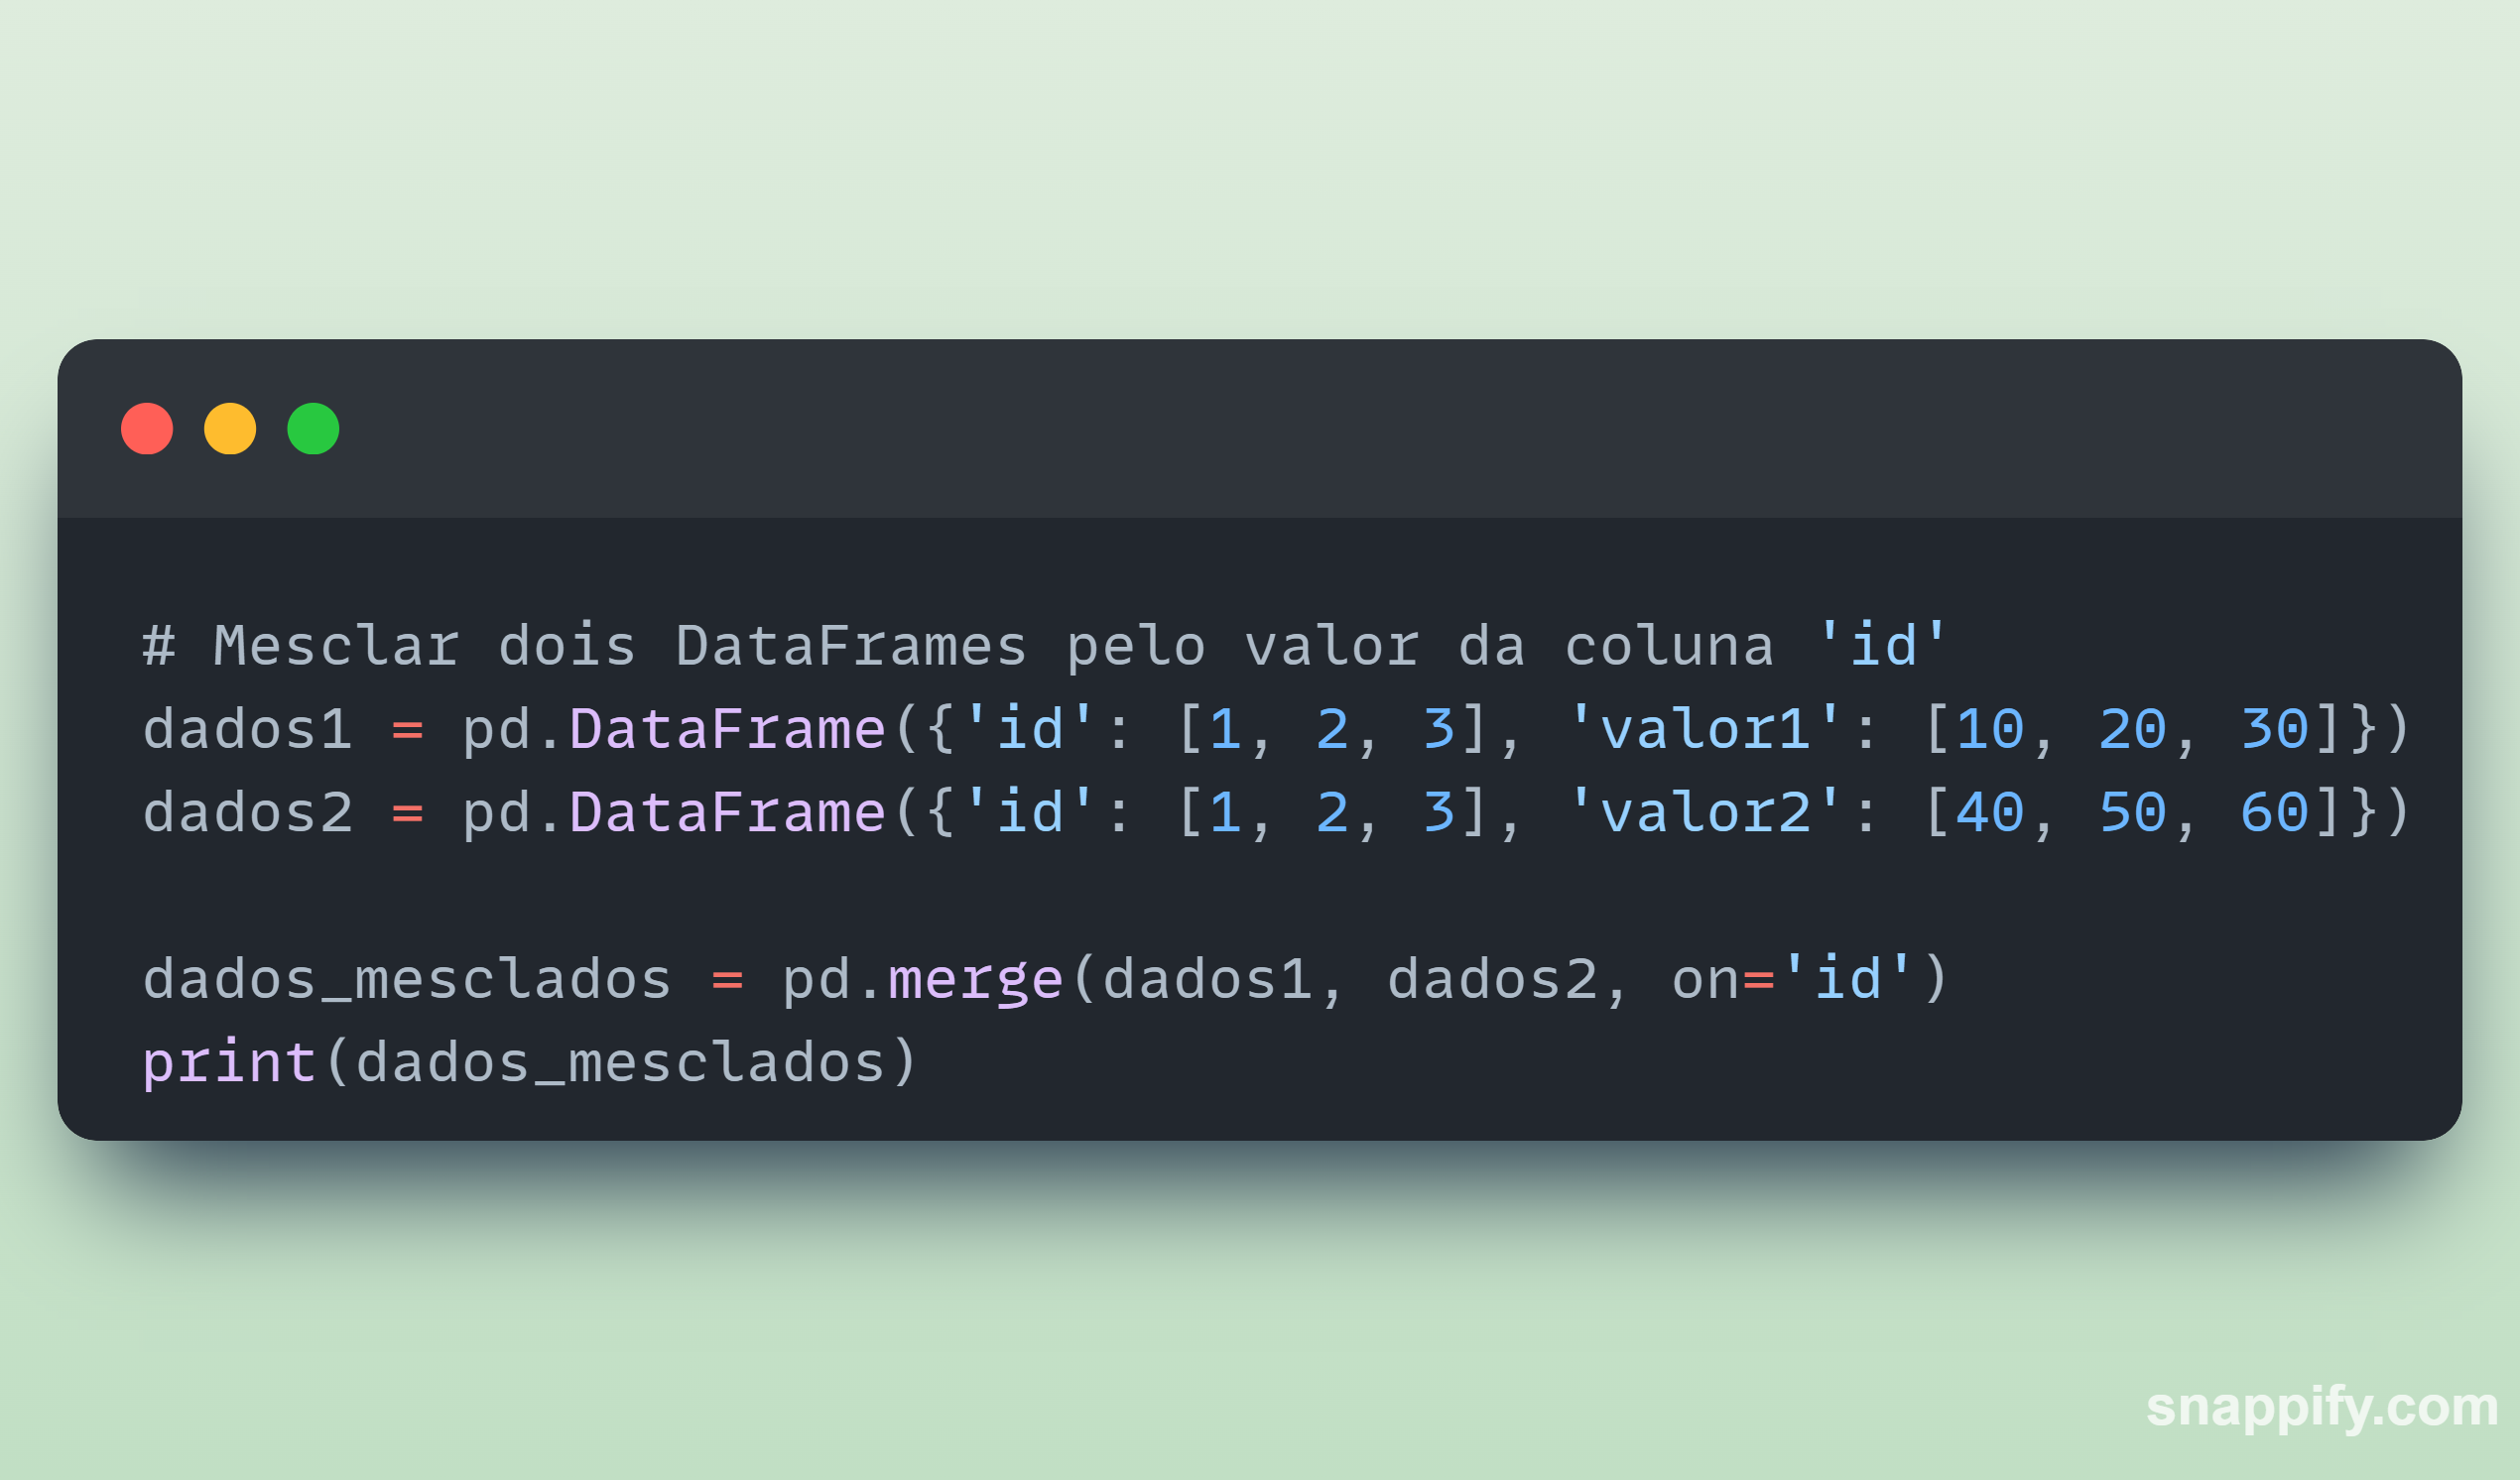 # Mesclar dois DataFrames pelo valor da coluna 'id'
dados1 = pd.DataFrame({'id': [1, 2, 3], 'valor1': [10, 20, 30]})
dados2 = pd.DataFrame({'id': [1, 2, 3], 'valor2': [40, 50, 60]})
dados_mesclados = pd.merge(dados1, dados2, on='id')
print(dados_mesclados)
snappify.com